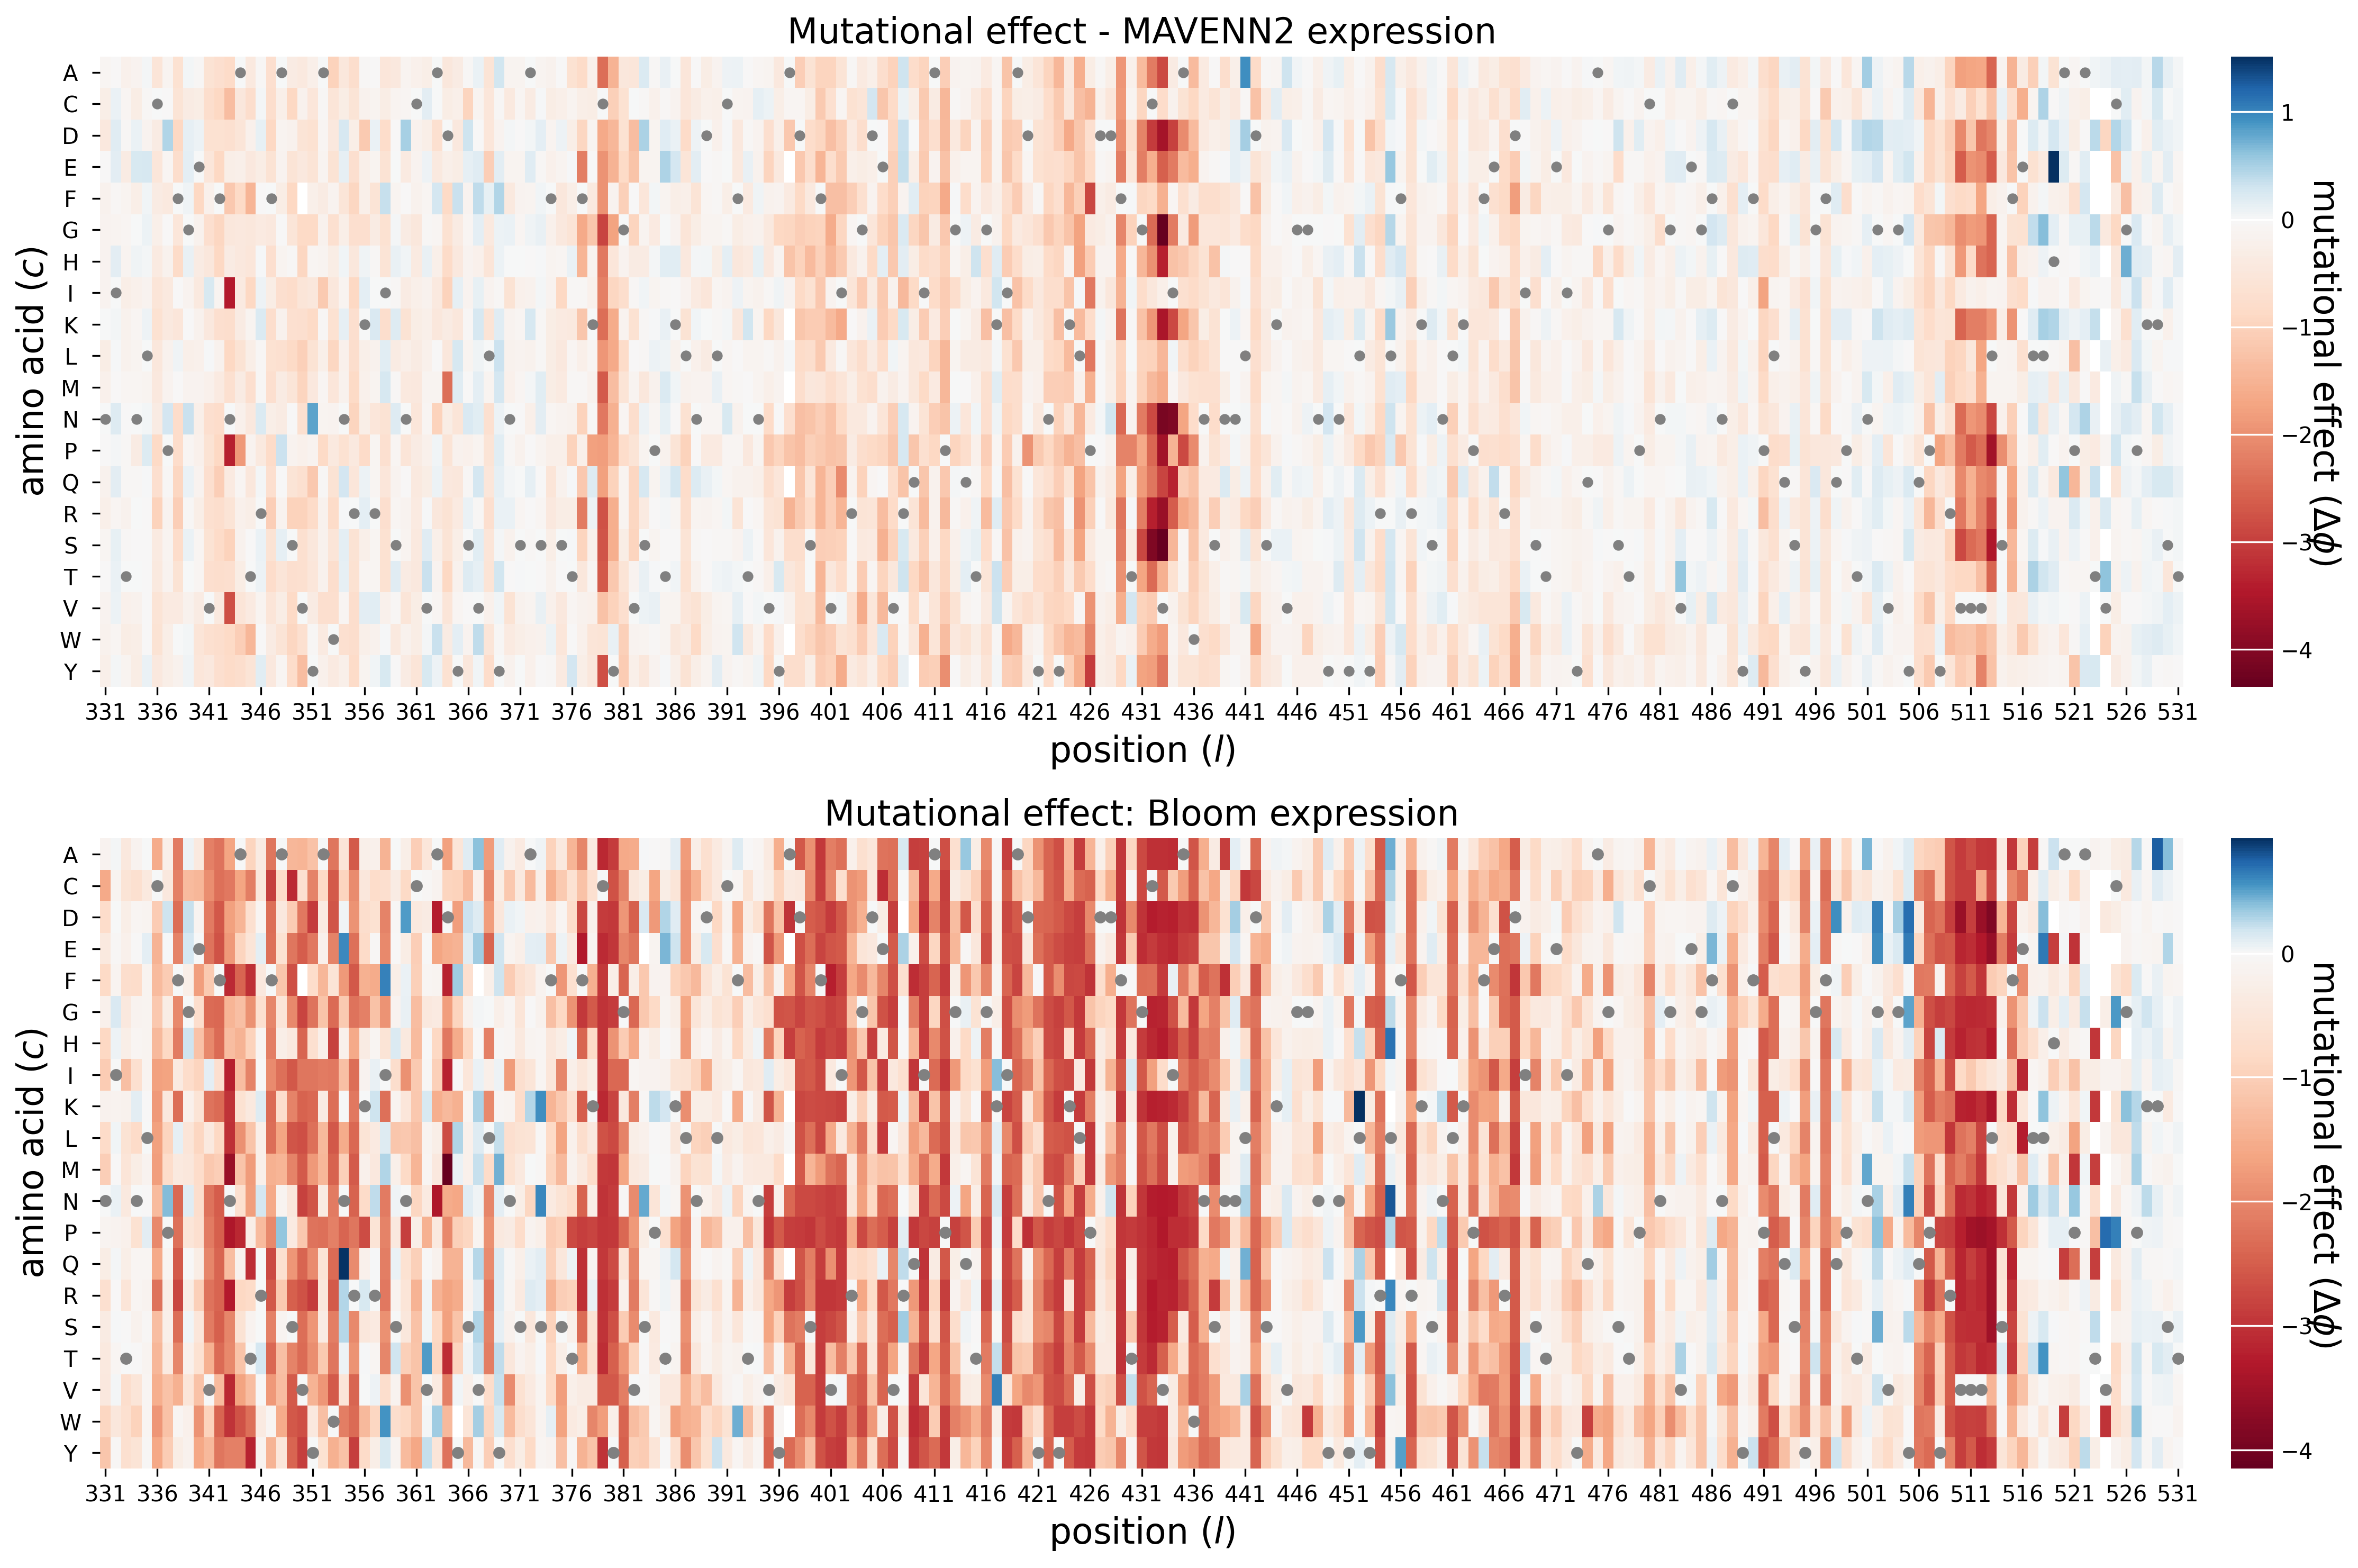 Mutational effect - MAVENN2 expression
A
C
D
E
F
G
H
I
K
L
M
N
P
Q
R
S
T
V
W
Y
amino acid (c)
331 336 341 346 351 356 361 366 371 376 381 386 391 396 401 406 411 416 421 426 431 436 441 446 451 456 461 466 471 476 481 486 491 496 501 506 511 516 521 526 531
position (l)
1
0
−1
−2
−3
−4
mutational effect (Δϕ)
Mutational effect: Bloom expression
A
C
D
E
F
G
H
I
K
L
M
N
P
Q
R
S
T
V
W
Y
amino acid (c)
331 336 341 346 351 356 361 366 371 376 381 386 391 396 401 406 411 416 421 426 431 436 441 446 451 456 461 466 471 476 481 486 491 496 501 506 511 516 521 526 531
position (l)
0
−1
−2
−3
−4
mutational effect (Δϕ)